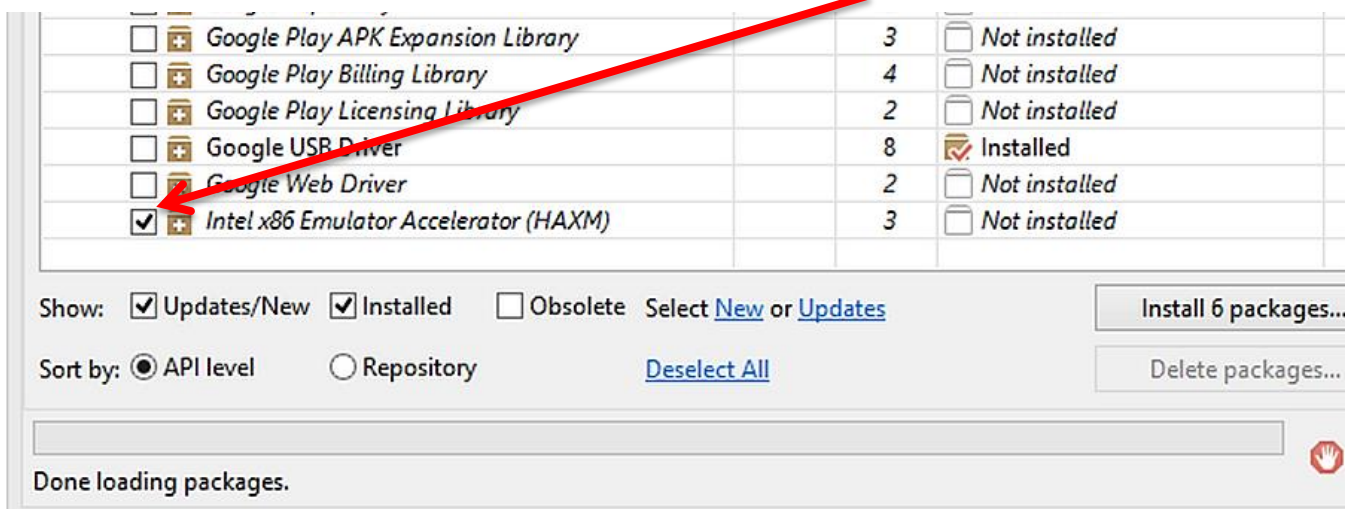 Google Play APK Expansion Library 3 Not installed
Google Play Billing Library 4 Not installed
Google Play Licensing Library 2 Not installed
Google USB Driver 8 Installed
Google Web Driver 2 Not installed
Intel x86 Emulator Accelerator (HAXM) 3 Not installed
Show: Updates/New Installed Obsolete Select New or Updates Install 6 packages...
Sort by: API level Repository Deselect All Delete packages...
Done loading packages.